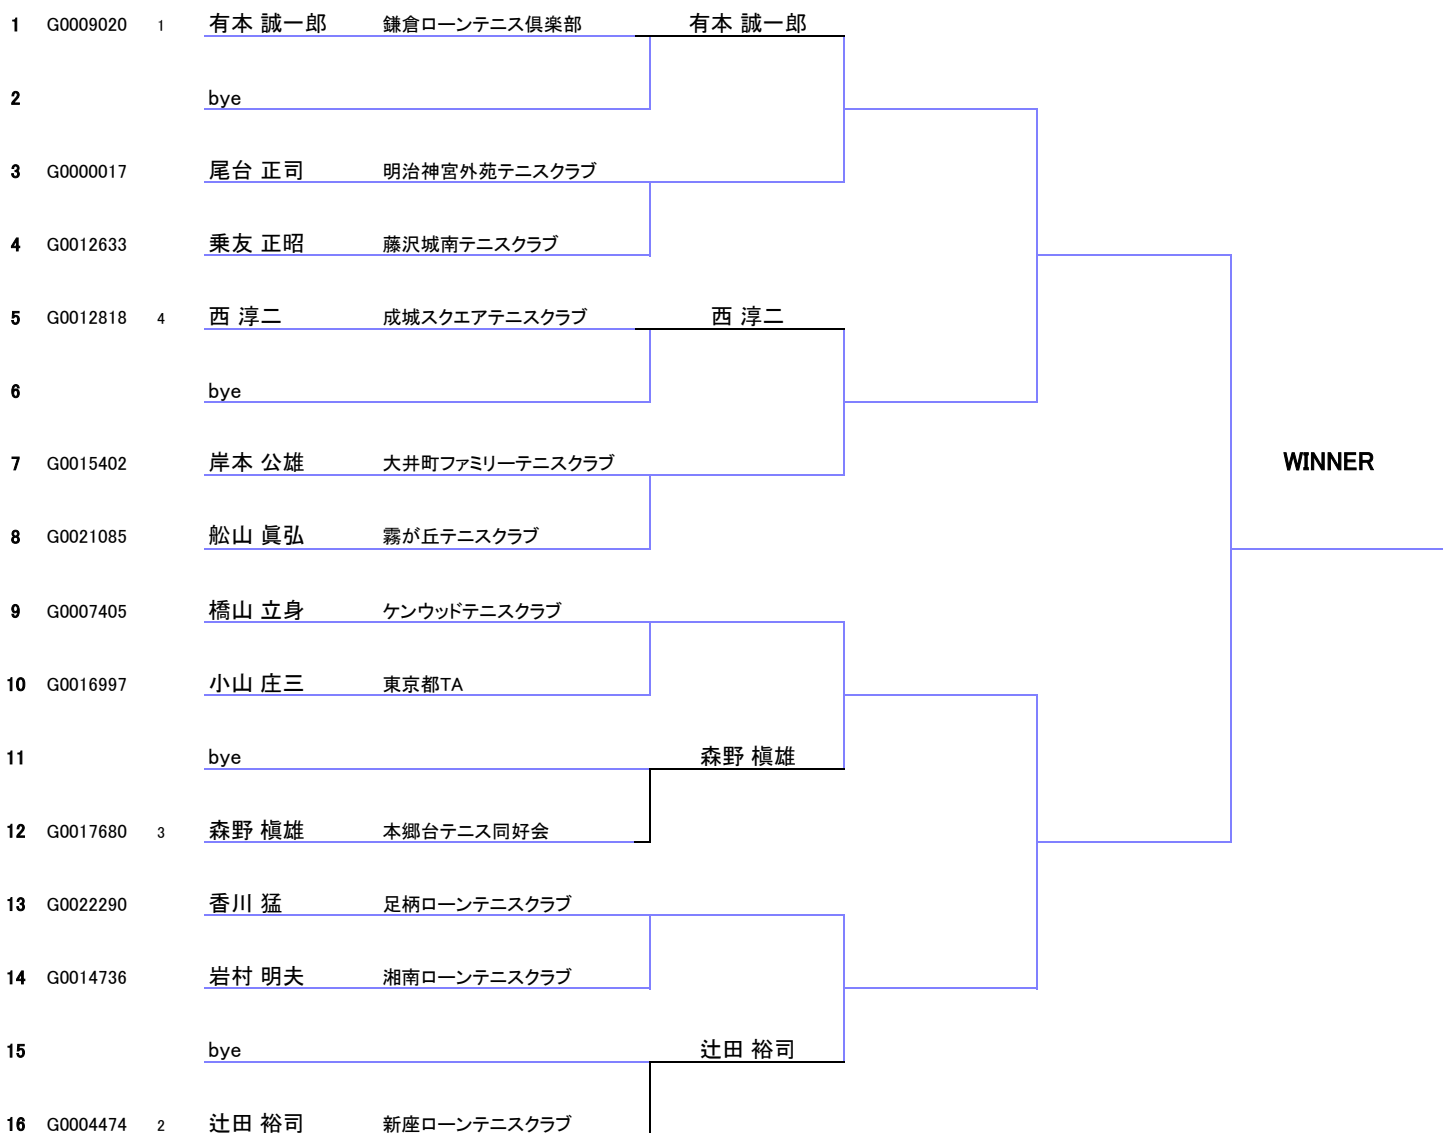 1 G0009020 1 有本 誠一郎 鎌倉ローンテニス倶楽部 有本 誠一郎
2 bye
3 G0000017 尾台 正司 明治神宮外苑テニスクラブ
4 G0012633 乗友 正昭 藤沢城南テニスクラブ
5 G0012818 4 西 淳二 成城スクエアテニスクラブ 西 淳二
6 bye
7 G0015402 岸本 公雄 大井町ファミリーテニスクラブ WINNER
8 G0021085 舩山 眞弘 霧が丘テニスクラブ
9 G0007405 橋山 立身 ケンウッドテニスクラブ
10 G0016997 小山 庄三 東京都TA
11 bye 森野 槇雄
12 G0017680 3 森野 槇雄 本郷台テニス同好会
13 G0022290 香川 猛 足柄ローンテニスクラブ
14 G0014736 岩村 明夫 湘南ローンテニスクラブ
15 bye 辻田 裕司
16 G0004474 2 辻田 裕司 新座ローンテニスクラブ